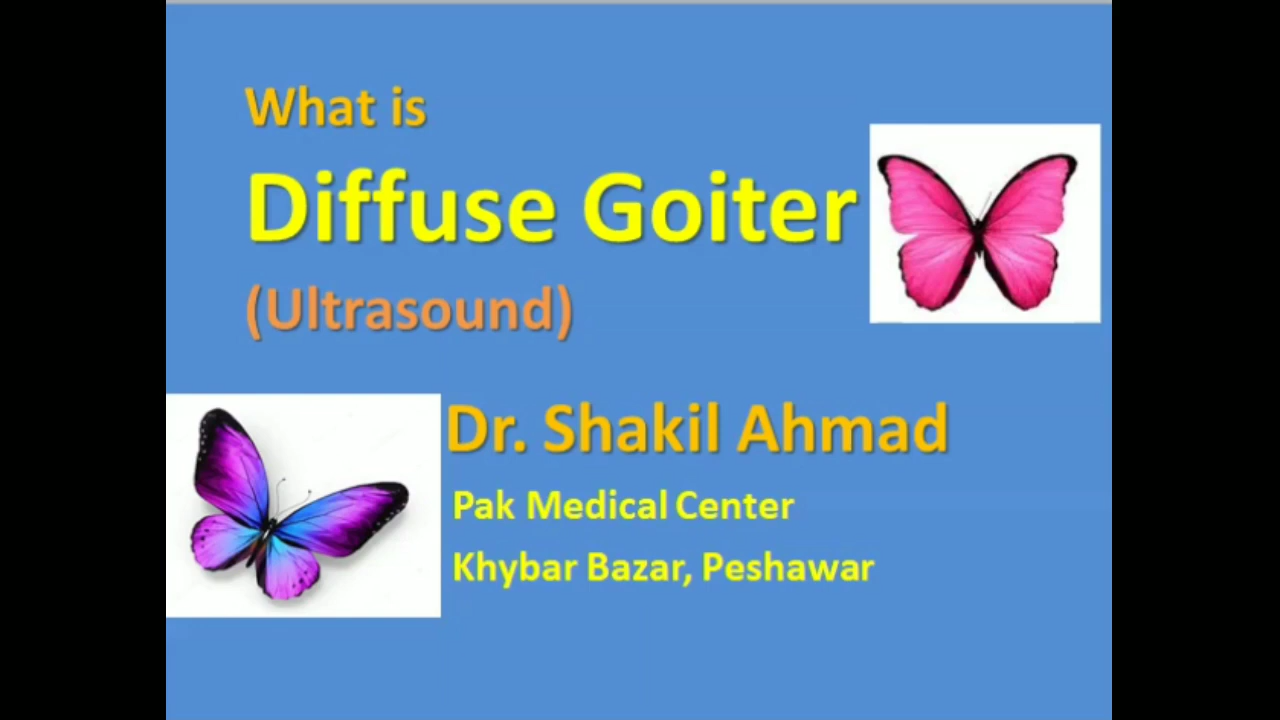 What is
Diffuse Goiter
(Ultrasound)
Dr. Shakil Ahmad
Pak Medical Center
Khybar Bazar, Peshawar